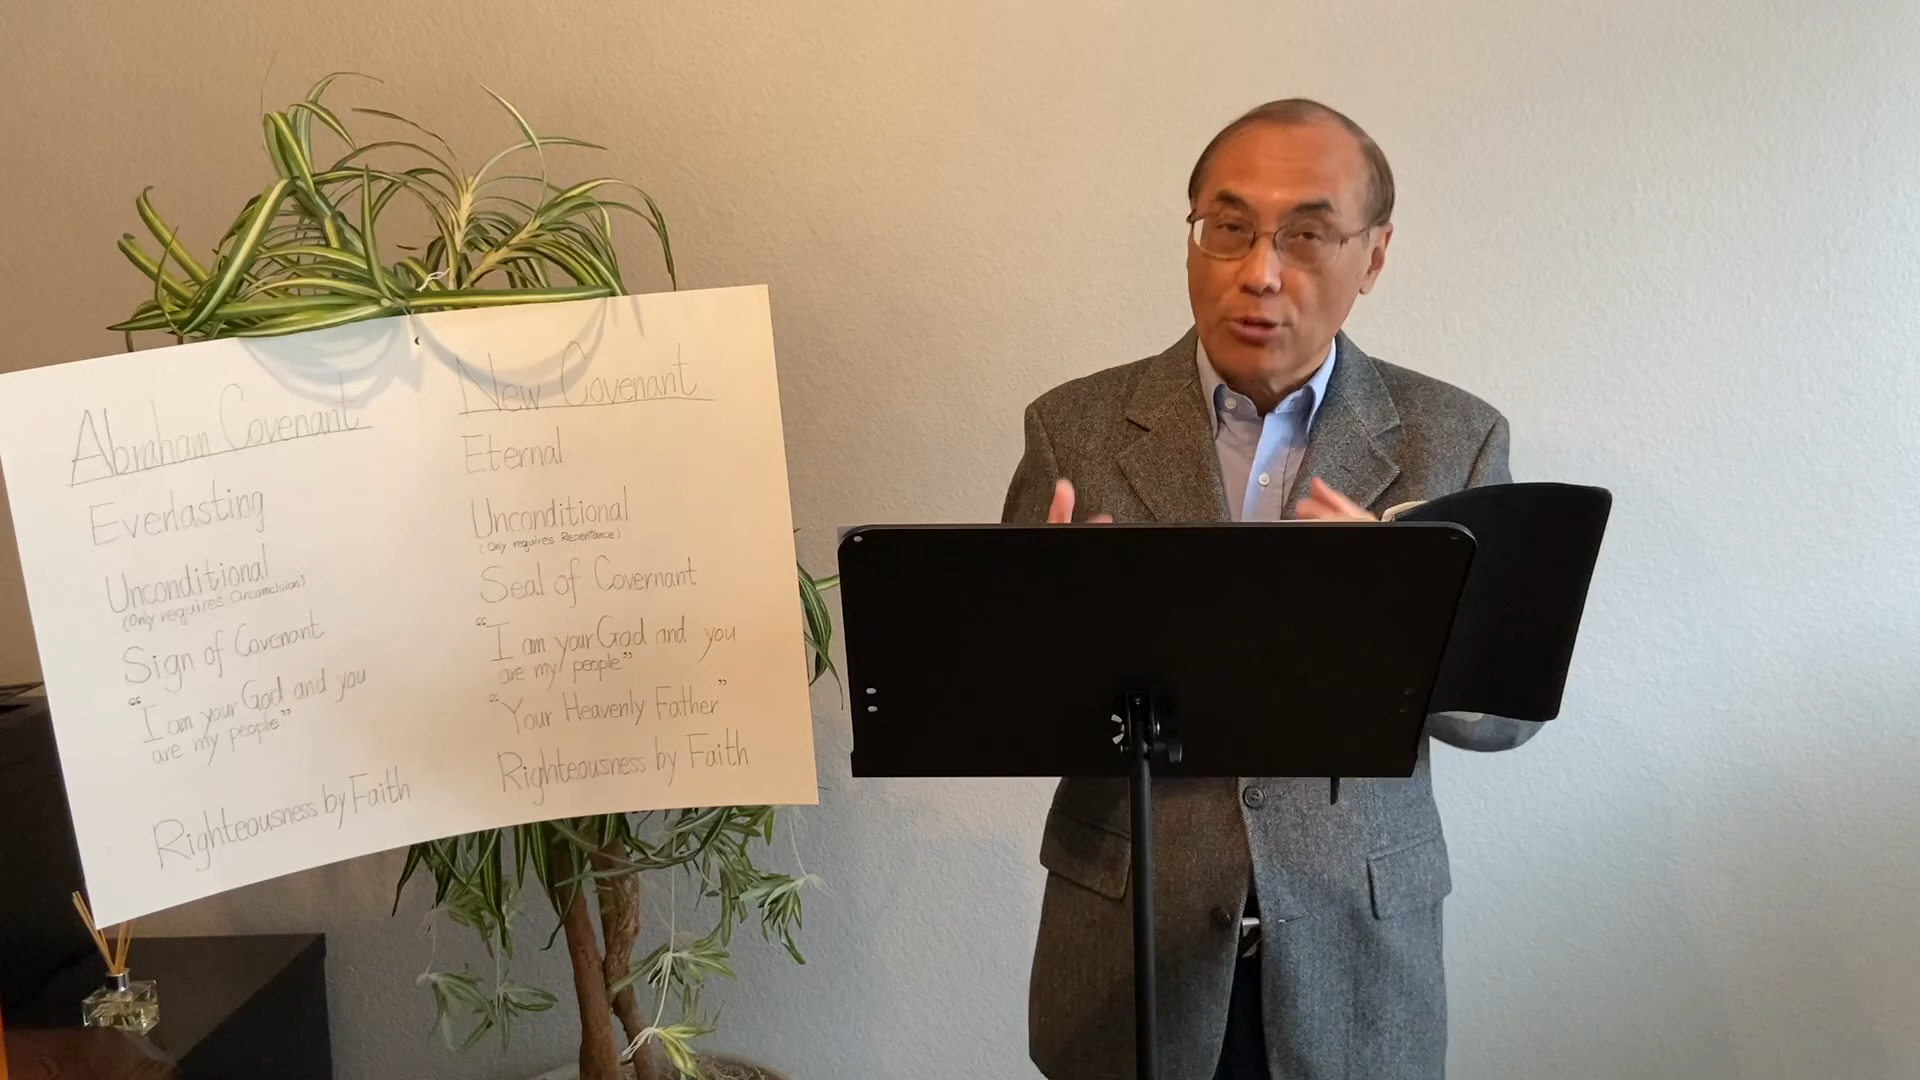 Abraham Covenant
Everlasting
Unconditional
(Only requires Circumcision)
Sign of Covenant
“I am your God and you
are my people”
Righteousness by Faith
New Covenant
Eternal
Unconditional
(Only requires Repentance)
Seal of Covernant
“I am your God and you
are my people”
“Your Heavenly Father”
Righteousness by Faith